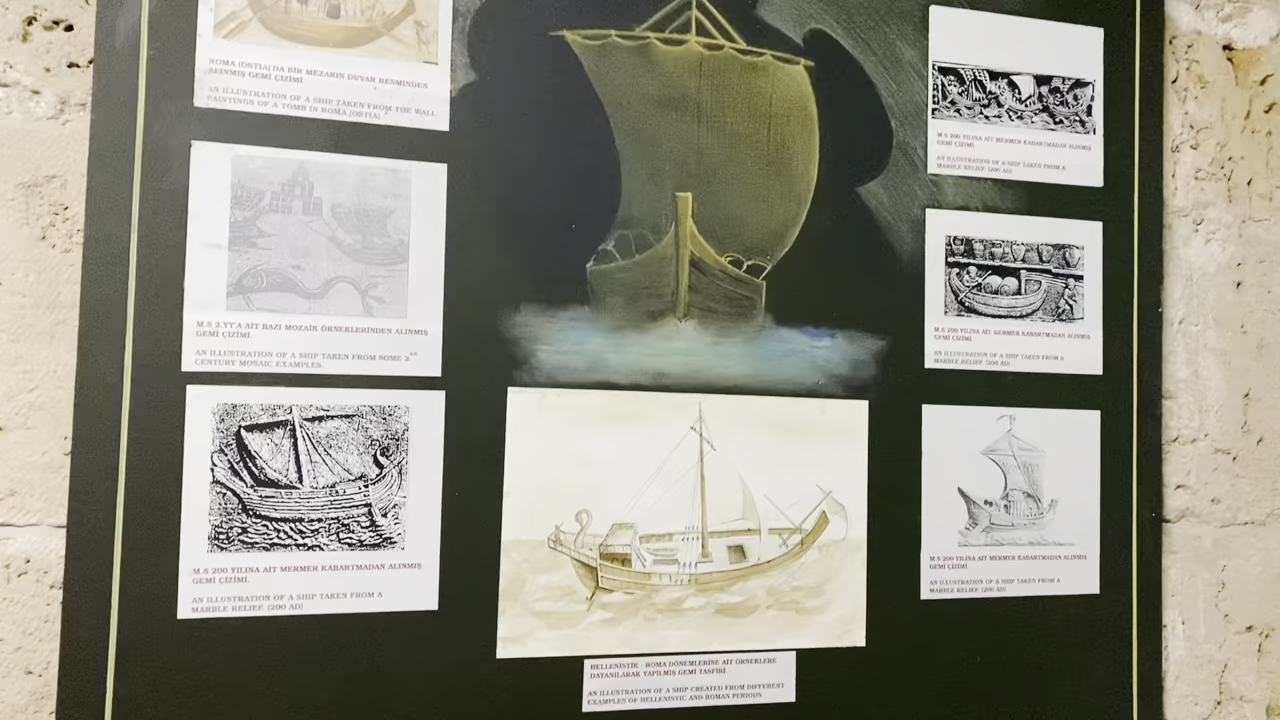 ROMA (OSTIA)'DA BİR MEZARIN DUVAR RESMİNDEN
ALINMIŞ GEMİ ÇİZİMİ.
AN ILLUSTRATION OF A SHIP TAKEN FROM THE WALL
PAINTINGS OF A TOMB IN ROMA (OSTIA)
M.S 2.YY'A AİT BAZI MOZAİK ÖRNEKLERİNDEN ALINMIŞ
GEMİ ÇİZİMİ.
AN ILLUSTRATION OF A SHIP TAKEN FROM SOME 2.nd
CENTURY MOSAIC EXAMPLES.
M.S 200 YILINA AİT MERMER KABARTMADAN ALINMIŞ
GEMİ ÇİZİMİ.
AN ILLUSTRATION OF A SHIP TAKEN FROM A
MARBLE RELIEF. (200 AD)
HELLENİSTİK - ROMA DÖNEMLERİNE AİT ÖRNEKLERE
DAYANILARAK YAPILMIŞ GEMİ TASFİRİ.
AN ILLUSTRATION OF A SHIP CREATED FROM DIFFERENT
EXAMPLES OF HELLENISTIC AND ROMAN PERIODS
M.S 200 YILINA AİT MERMER KABARTMADAN ALINMIŞ
GEMİ ÇİZİMİ.
AN ILLUSTRATION OF A SHIP TAKEN FROM A
MARBLE RELIEF. (200 AD)
M.S 200 YILINA AİT MERMER KABARTMADAN ALINMIŞ
GEMİ ÇİZİMİ.
AN ILLUSTRATION OF A SHIP TAKEN FROM A
MARBLE RELIEF. (200 AD)
M.S 200 YILINA AİT MERMER KABARTMADAN ALINMIŞ
GEMİ ÇİZİMİ.
AN ILLUSTRATION OF A SHIP TAKEN FROM A
MARBLE RELIEF. (200 AD)